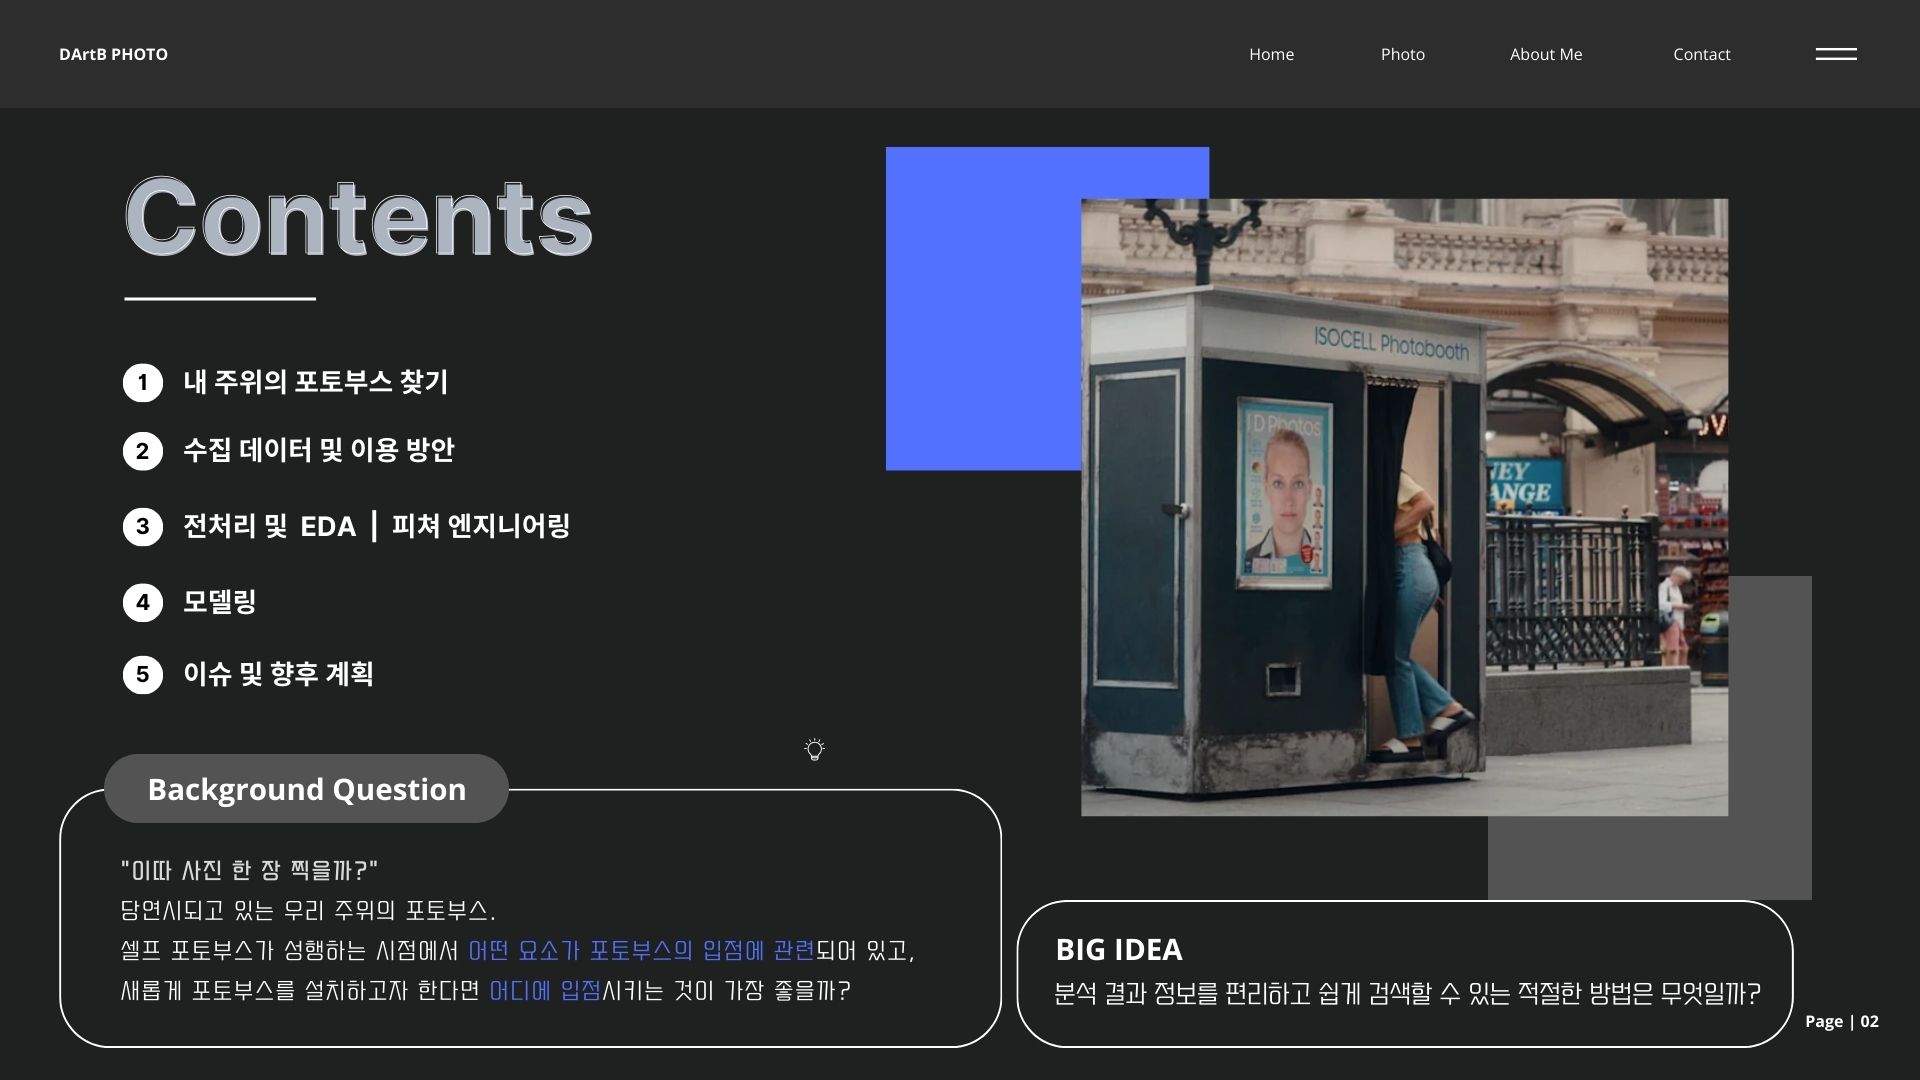 DArtB PHOTO
Home
Photo
About Me
Contact
Contents
1 내 주위의 포토부스 찾기
2 수집 데이터 및 이용 방안
3 전처리 및 EDA | 피쳐 엔지니어링
4 모델링
5 이슈 및 향후 계획
ISOCELL Photobooth
ID Photos
Background Question
"이따 사진 한 장 찍을까?"
당연시되고 있는 우리 주위의 포토부스.
셀프 포토부스가 성행하는 시점에서 어떤 요소가 포토부스의 입점에 관련되어 있고,
새롭게 포토부스를 설치하고자 한다면 어디에 입점시키는 것이 가장 좋을까?
BIG IDEA
분석 결과 정보를 편리하고 쉽게 검색할 수 있는 적절한 방법은 무엇일까?
Page | 02